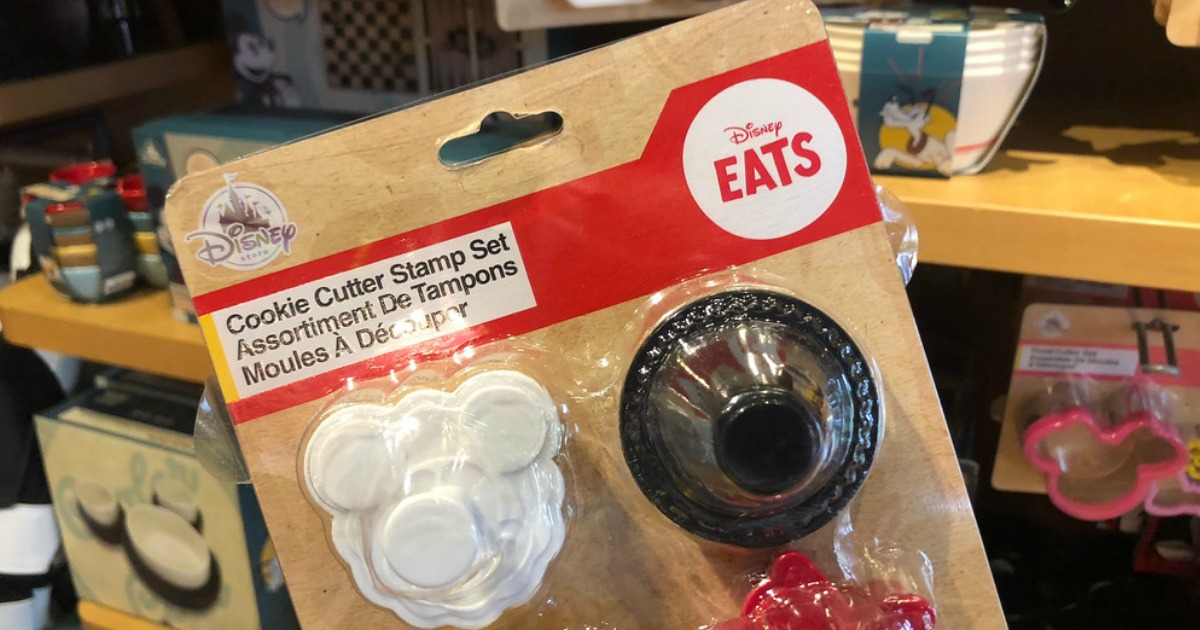 Disney
EATS
Disney
store
Cookie Cutter Stamp Set
Assortiment De Tampons
Moules À Découper